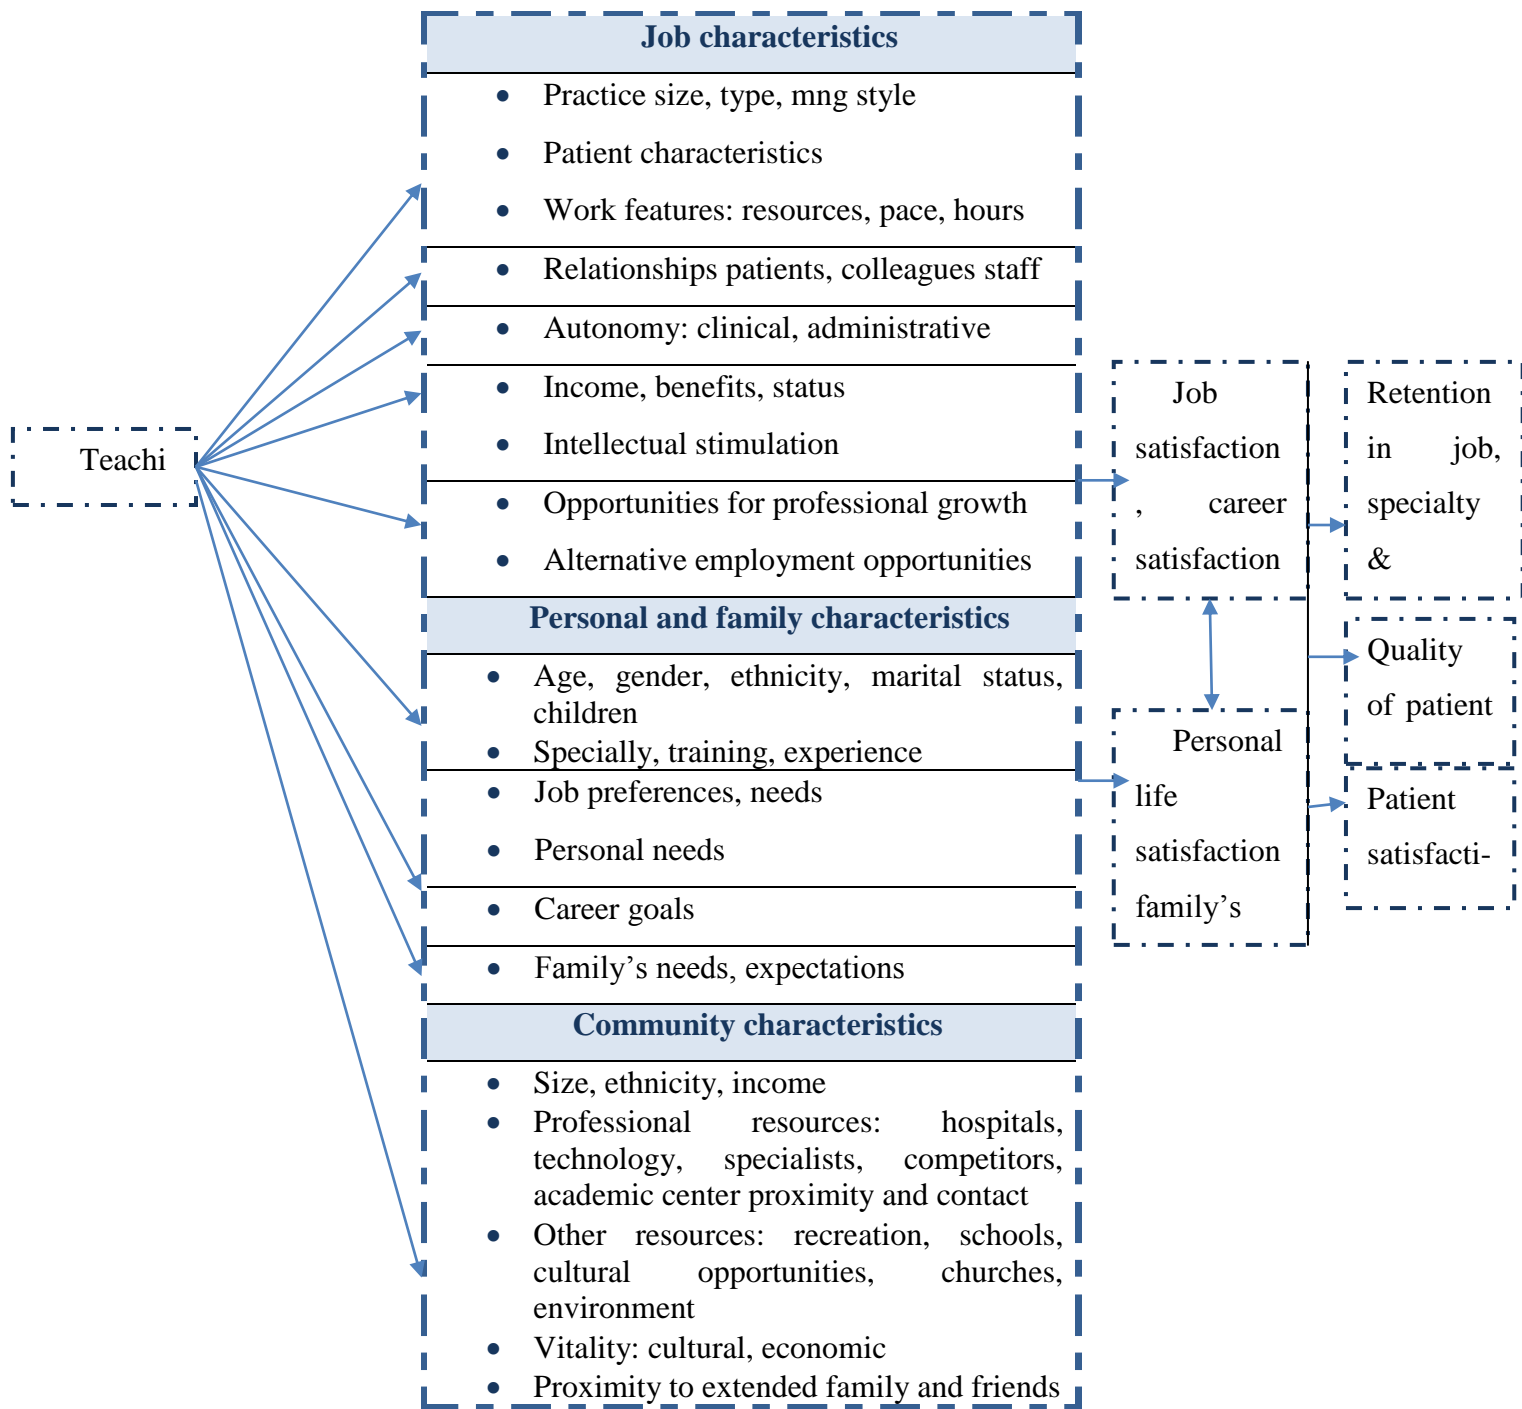 Teachi
Job characteristics
• Practice size, type, mng style
• Patient characteristics
• Work features: resources, pace, hours
• Relationships patients, colleagues staff
• Autonomy: clinical, administrative
• Income, benefits, status
• Intellectual stimulation
• Opportunities for professional growth
• Alternative employment opportunities
Personal and family characteristics
• Age, gender, ethnicity, marital status,
children
• Specially, training, experience
• Job preferences, needs
• Personal needs
• Career goals
• Family’s needs, expectations
Community characteristics
• Size, ethnicity, income
• Professional resources: hospitals,
technology, specialists, competitors,
academic center proximity and contact
• Other resources: recreation, schools,
cultural opportunities, churches,
environment
• Vitality: cultural, economic
• Proximity to extended family and friends
Job
satisfaction
, career
satisfaction
Personal
life
satisfaction
family’s
Retention
in job,
specialty
&
Quality
of patient
Patient
satisfacti-